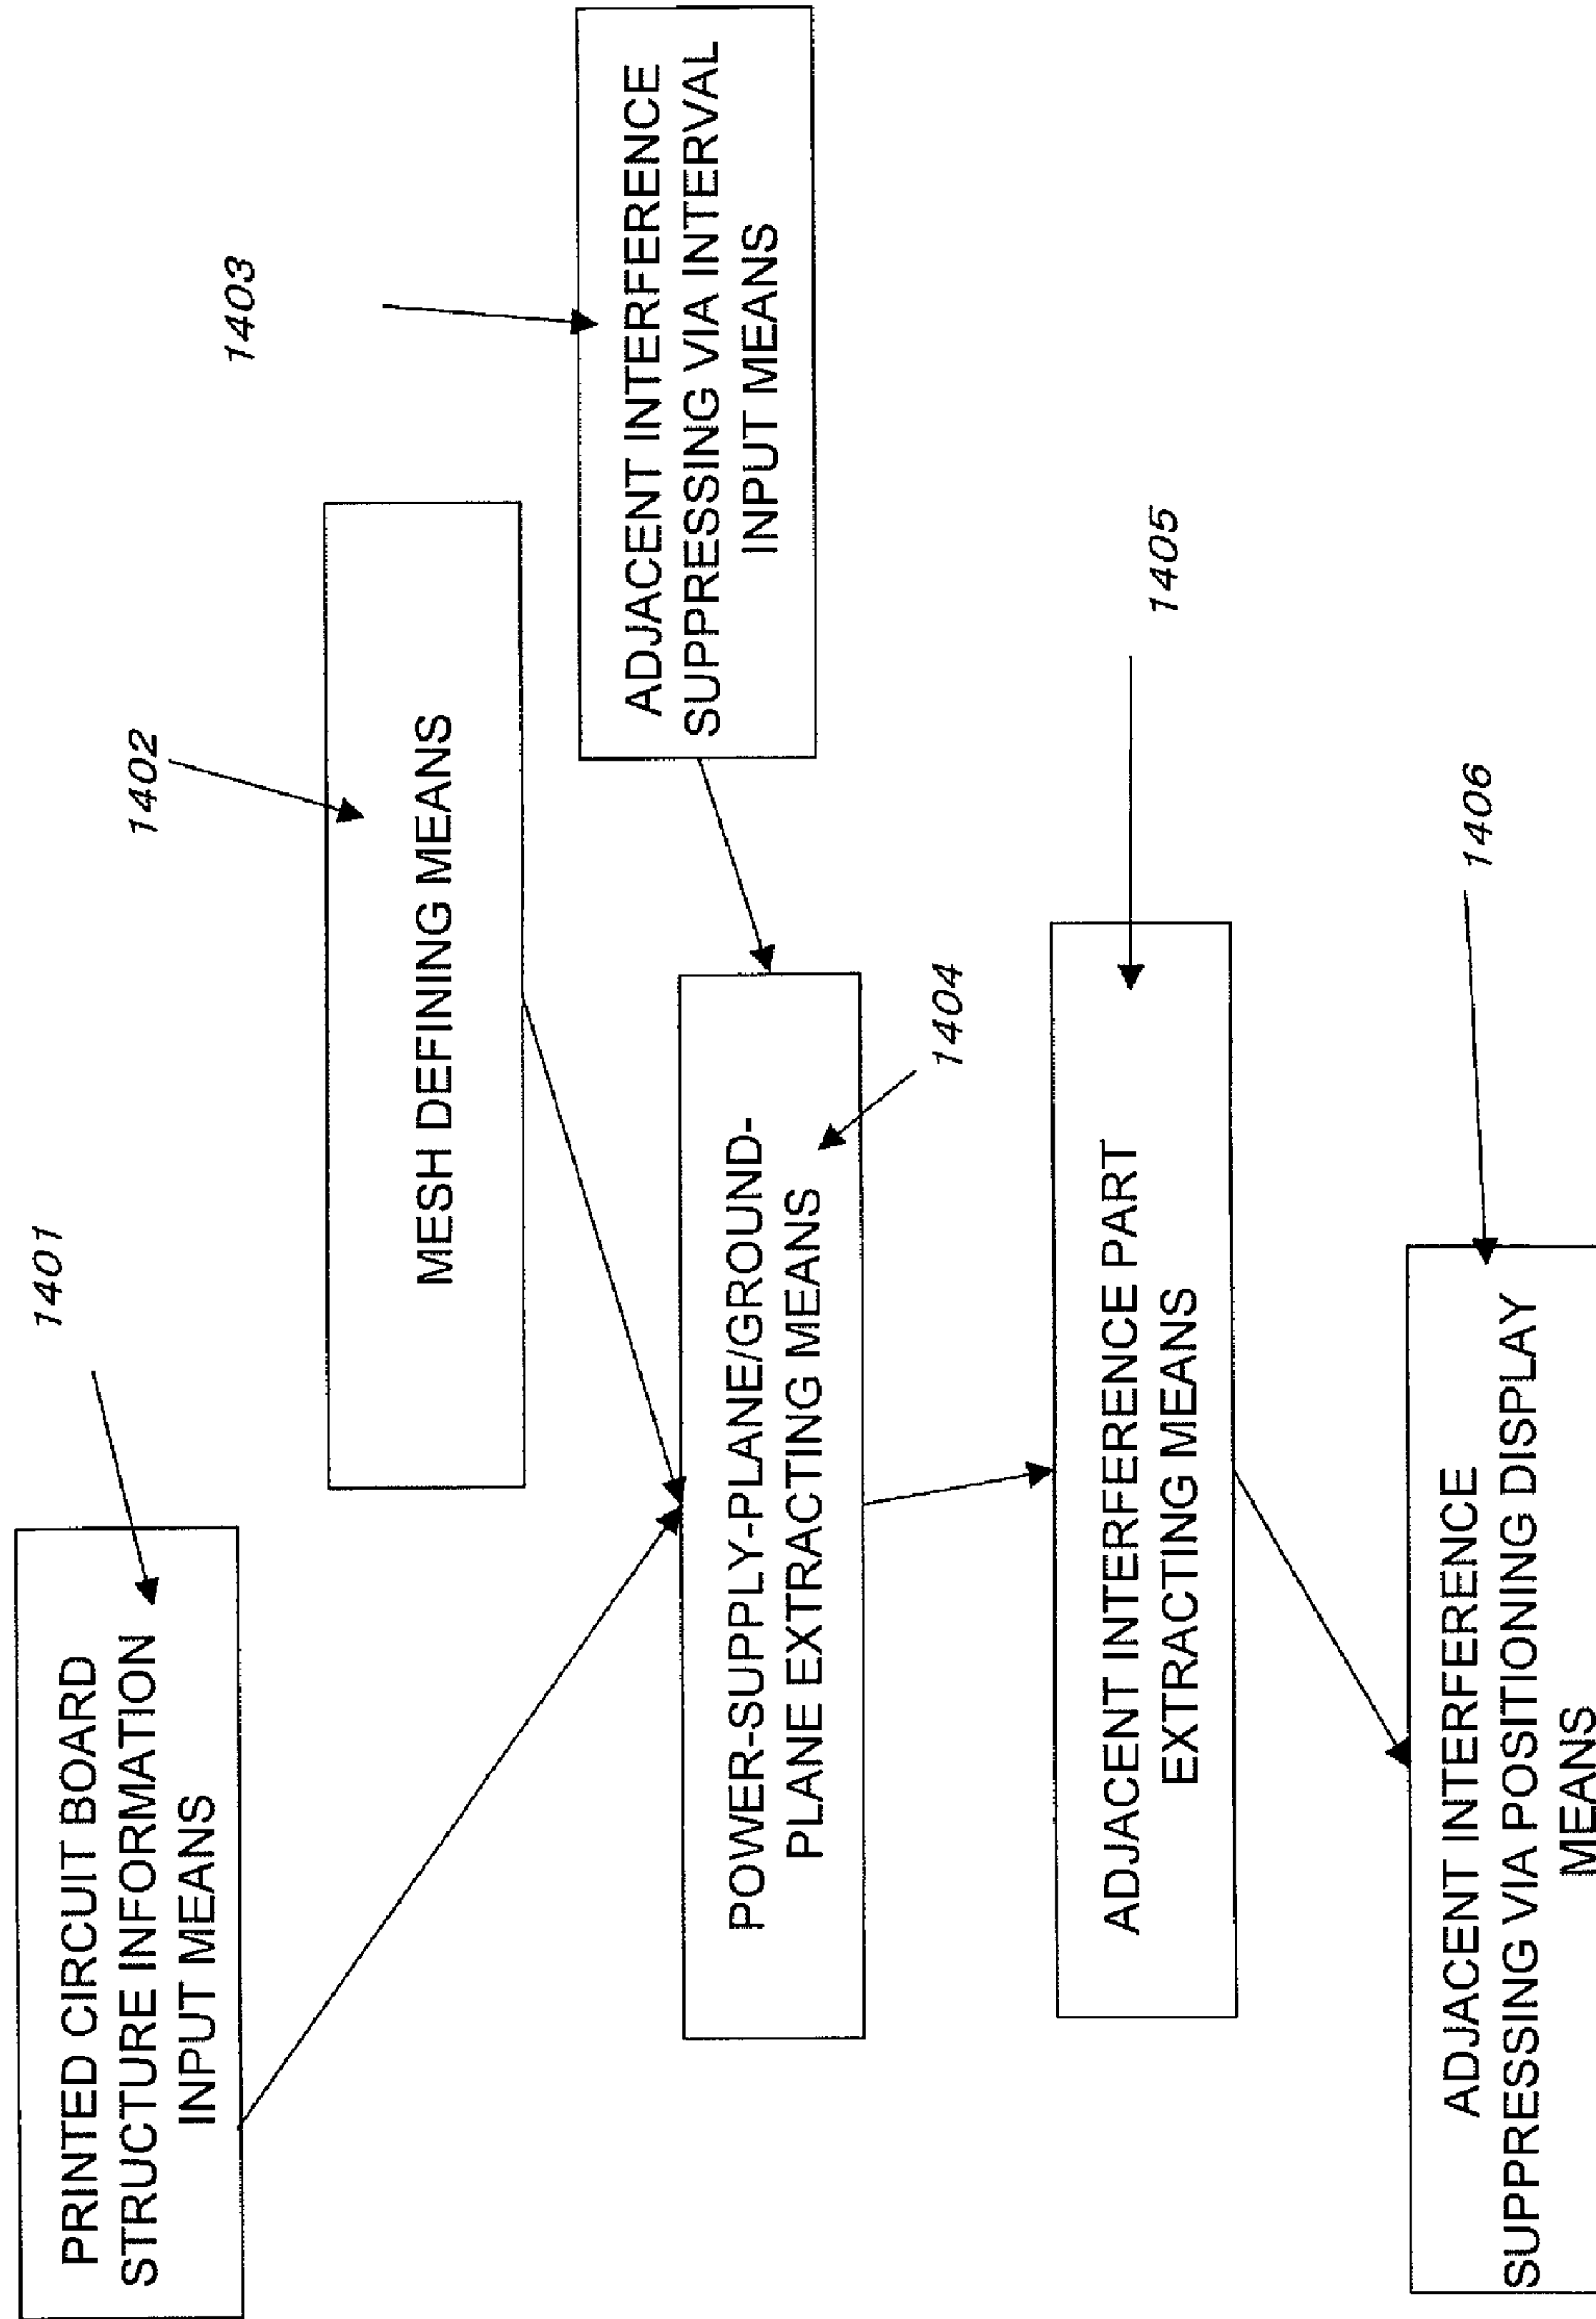 1401
PRINTED CIRCUIT BOARD
STRUCTURE INFORMATION
INPUT MEANS
1402
MESH DEFINING MEANS
1403
ADJACENT INTERFERENCE
SUPPRESSING VIA INTERVAL
INPUT MEANS
POWER-SUPPLY-PLANE/GROUND-
PLANE EXTRACTING MEANS
1404
ADJACENT INTERFERENCE PART
EXTRACTING MEANS
1405
1406
ADJACENT INTERFERENCE
SUPPRESSING VIA POSITIONING DISPLAY
MEANS